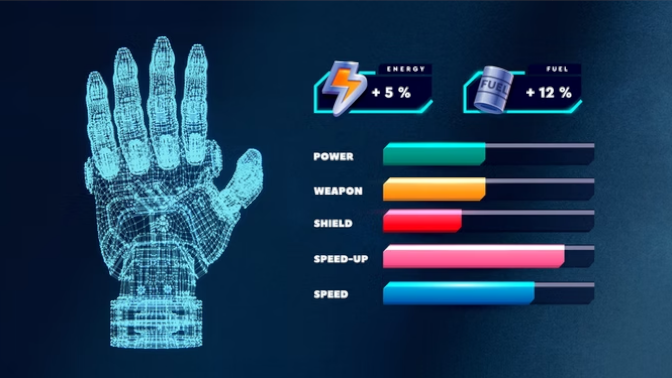 ENERGY
+ 5 %
FUEL
FUEL
+ 12 %
POWER
WEAPON
SHIELD
SPEED-UP
SPEED